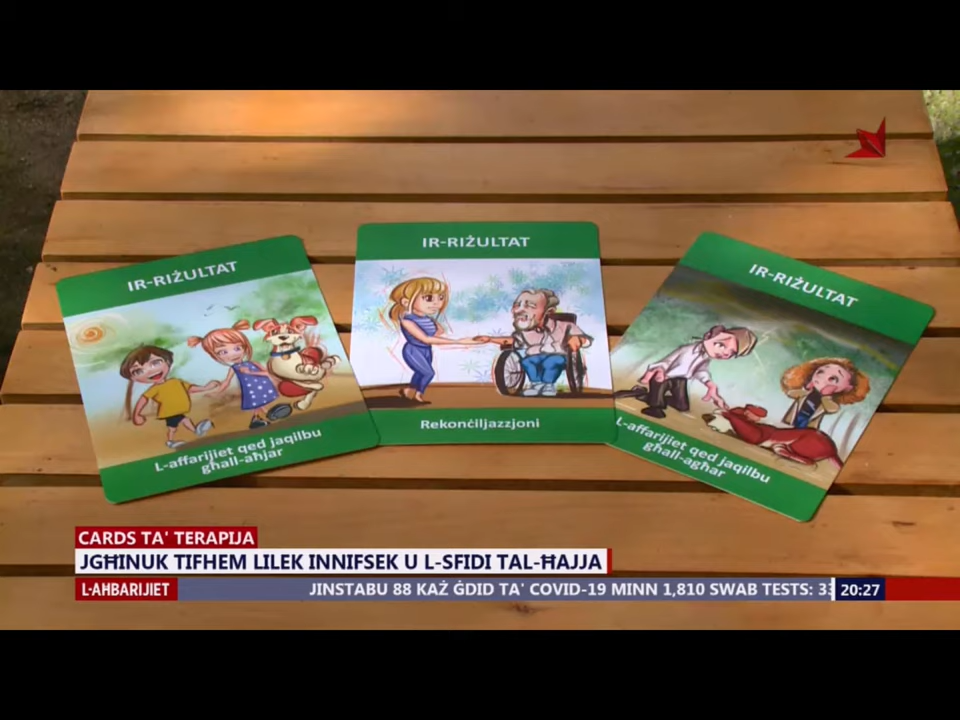 IR-RIŻULTAT
L-affarijiet qed jaqilbu
għall-aħjar
IR-RIŻULTAT
Rekonċiljazzjoni
IR-RIŻULTAT
L-affarijiet qed jaqilbu
għall-agħar
CARDS TA' TERAPIJA
JGĦINUK TIFHEM LILEK INNIFSEK U L-SFIDI TAL-ĦAJJA
L-AĦBARIJIET
JINSTABU 88 KAŻ ĠDID TA' COVID-19 MINN 1,810 SWAB TESTS:
20:27